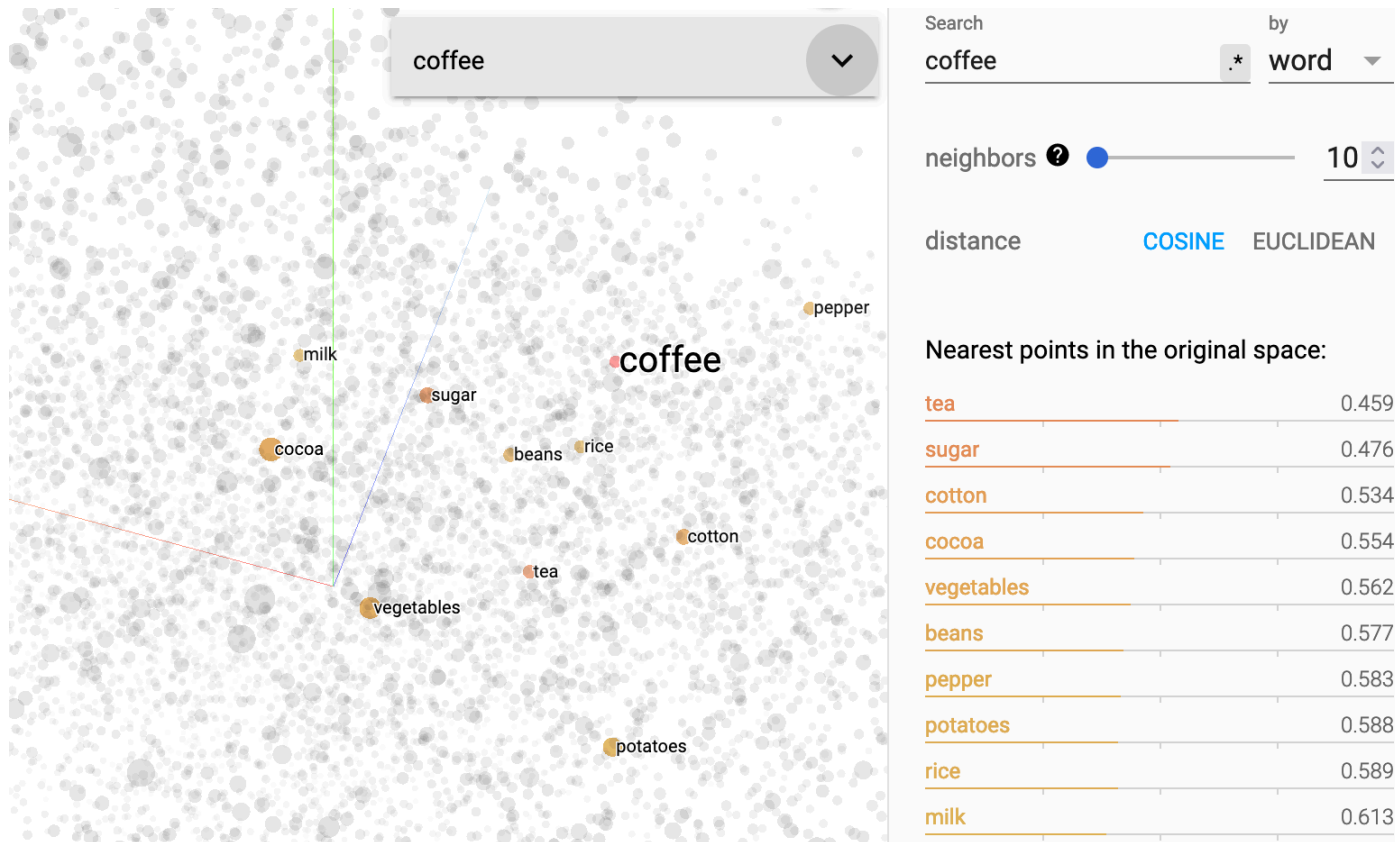 coffee
pepper
milk
coffee
sugar
cocoa
beans
rice
cotton
tea
vegetables
potatoes
Search
by
coffee
.*
word
neighbors ?
10
distance
COSINE EUCLIDEAN
Nearest points in the original space:
tea 0.459
sugar 0.476
cotton 0.534
cocoa 0.554
vegetables 0.562
beans 0.577
pepper 0.583
potatoes 0.588
rice 0.589
milk 0.613